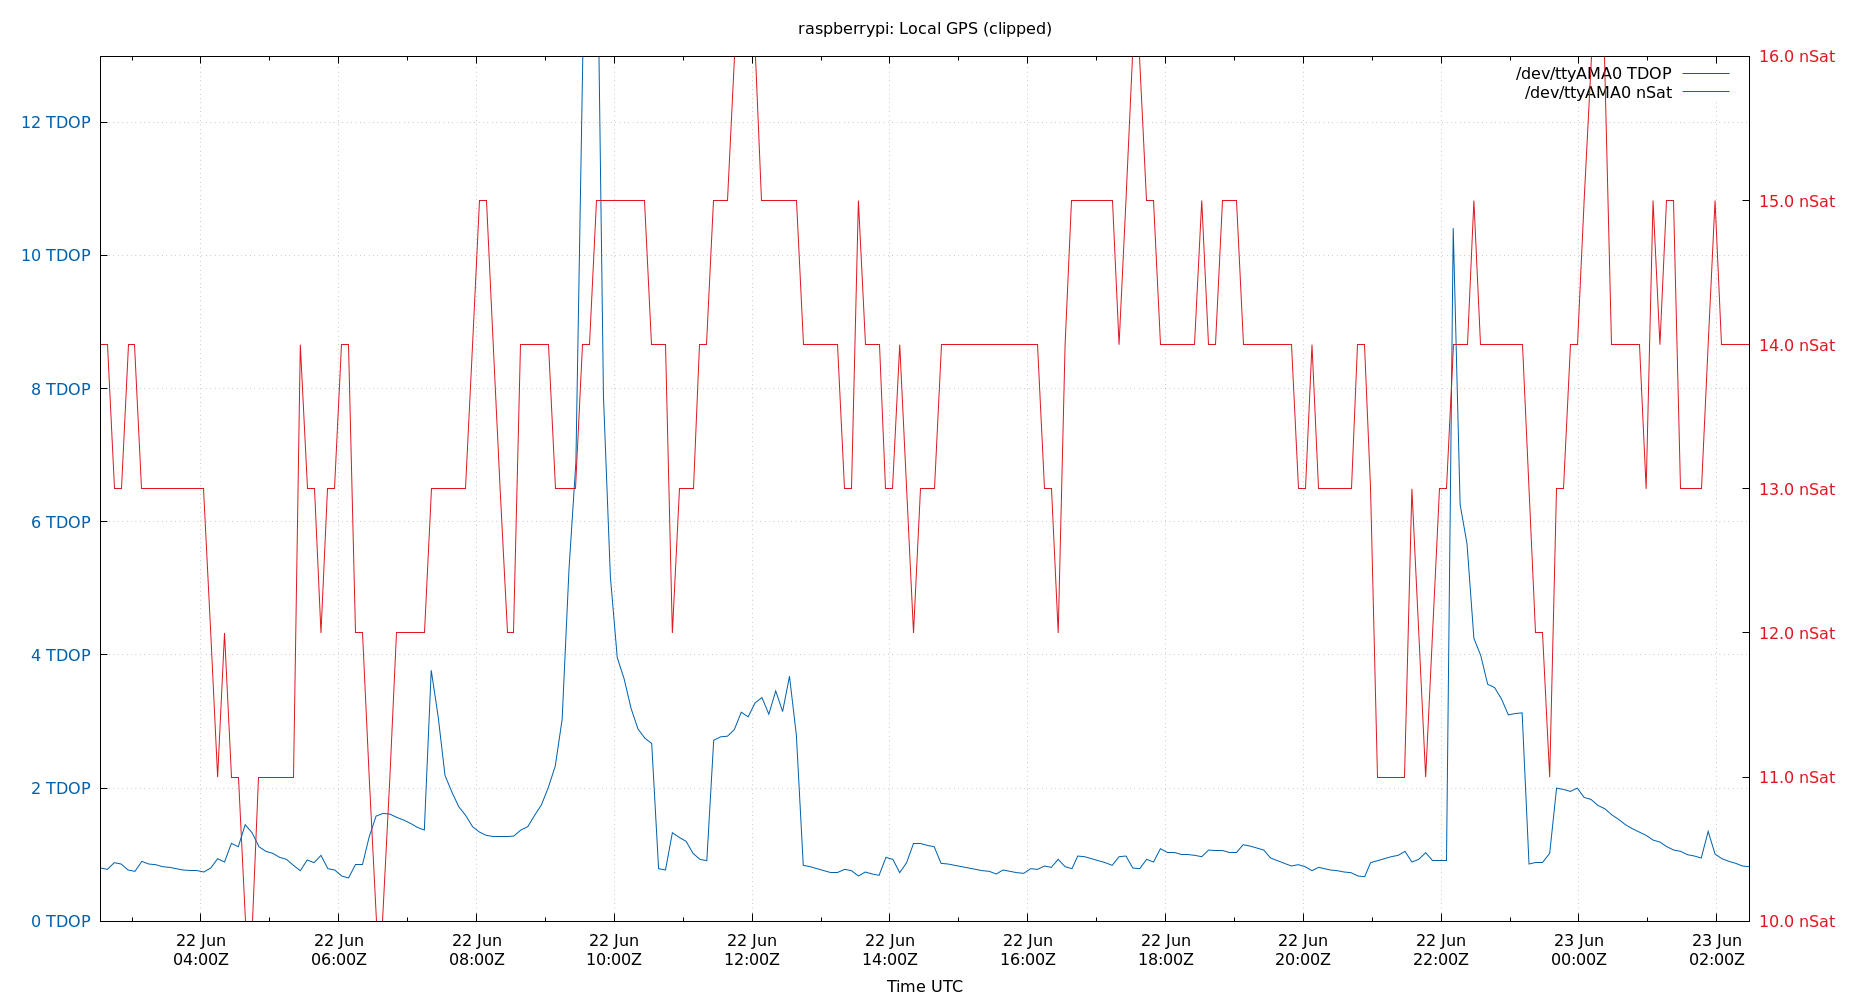 raspberrypi: Local GPS (clipped)
/dev/ttyAMA0 TDOP
/dev/ttyAMA0 nSat
12 TDOP
10 TDOP
8 TDOP
6 TDOP
4 TDOP
2 TDOP
0 TDOP
16.0 nSat
15.0 nSat
14.0 nSat
13.0 nSat
12.0 nSat
11.0 nSat
10.0 nSat
22 Jun
04:00Z
22 Jun
06:00Z
22 Jun
08:00Z
22 Jun
10:00Z
22 Jun
12:00Z
22 Jun
14:00Z
22 Jun
16:00Z
22 Jun
18:00Z
22 Jun
20:00Z
22 Jun
22:00Z
23 Jun
00:00Z
23 Jun
02:00Z
Time UTC